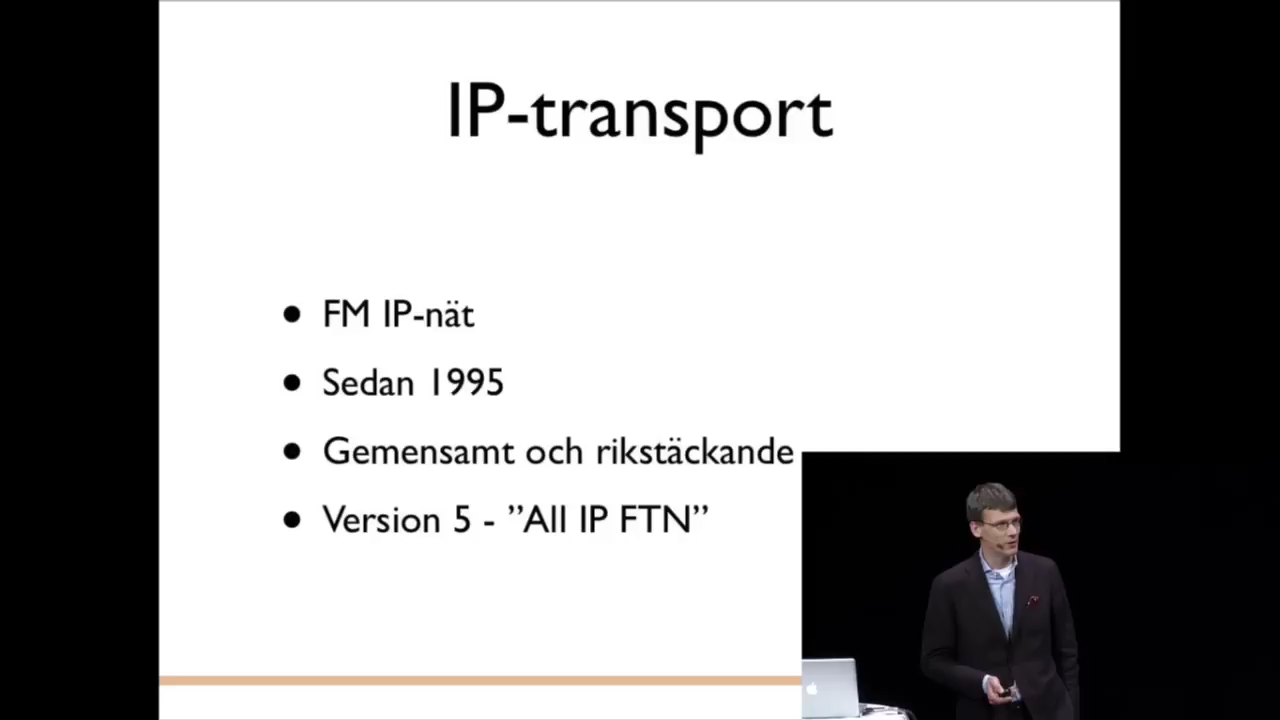 IP-transport
• FM IP-nät
• Sedan 1995
• Gemensamt och rikstäckande
• Version 5 - ”All IP FTN”